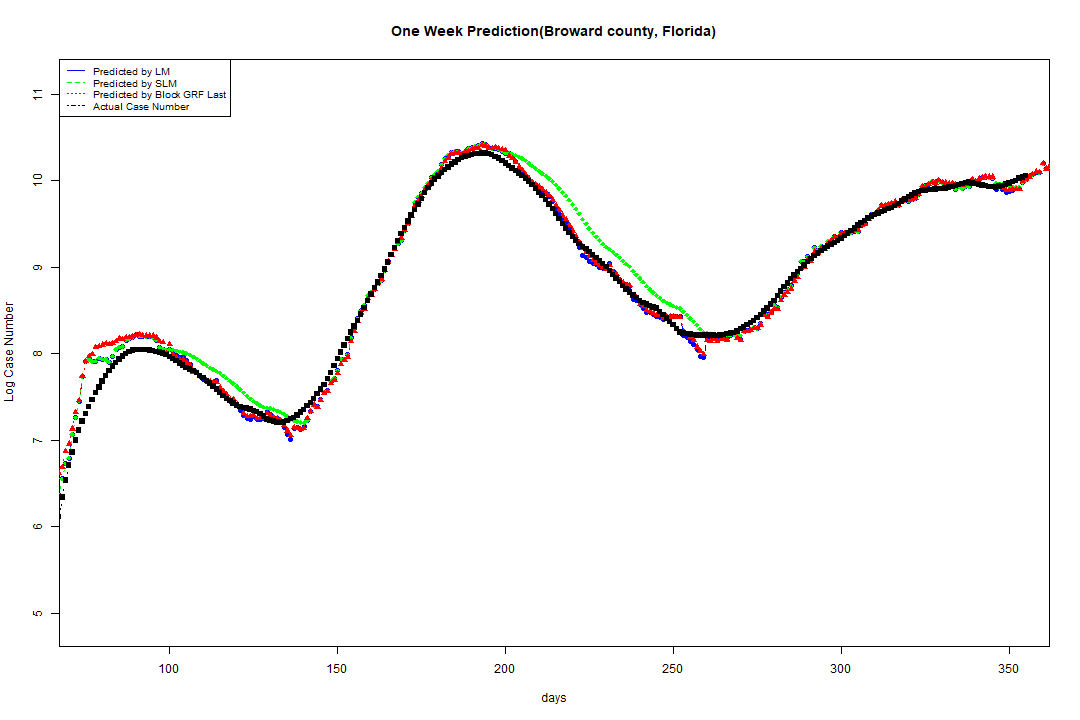 One Week Prediction(Broward county, Florida)
Predicted by LM
Predicted by SLM
Predicted by Block GRF Last
Actual Case Number
11
10
9
8
7
6
5
Log Case Number
100 150 200 250 300 350
days